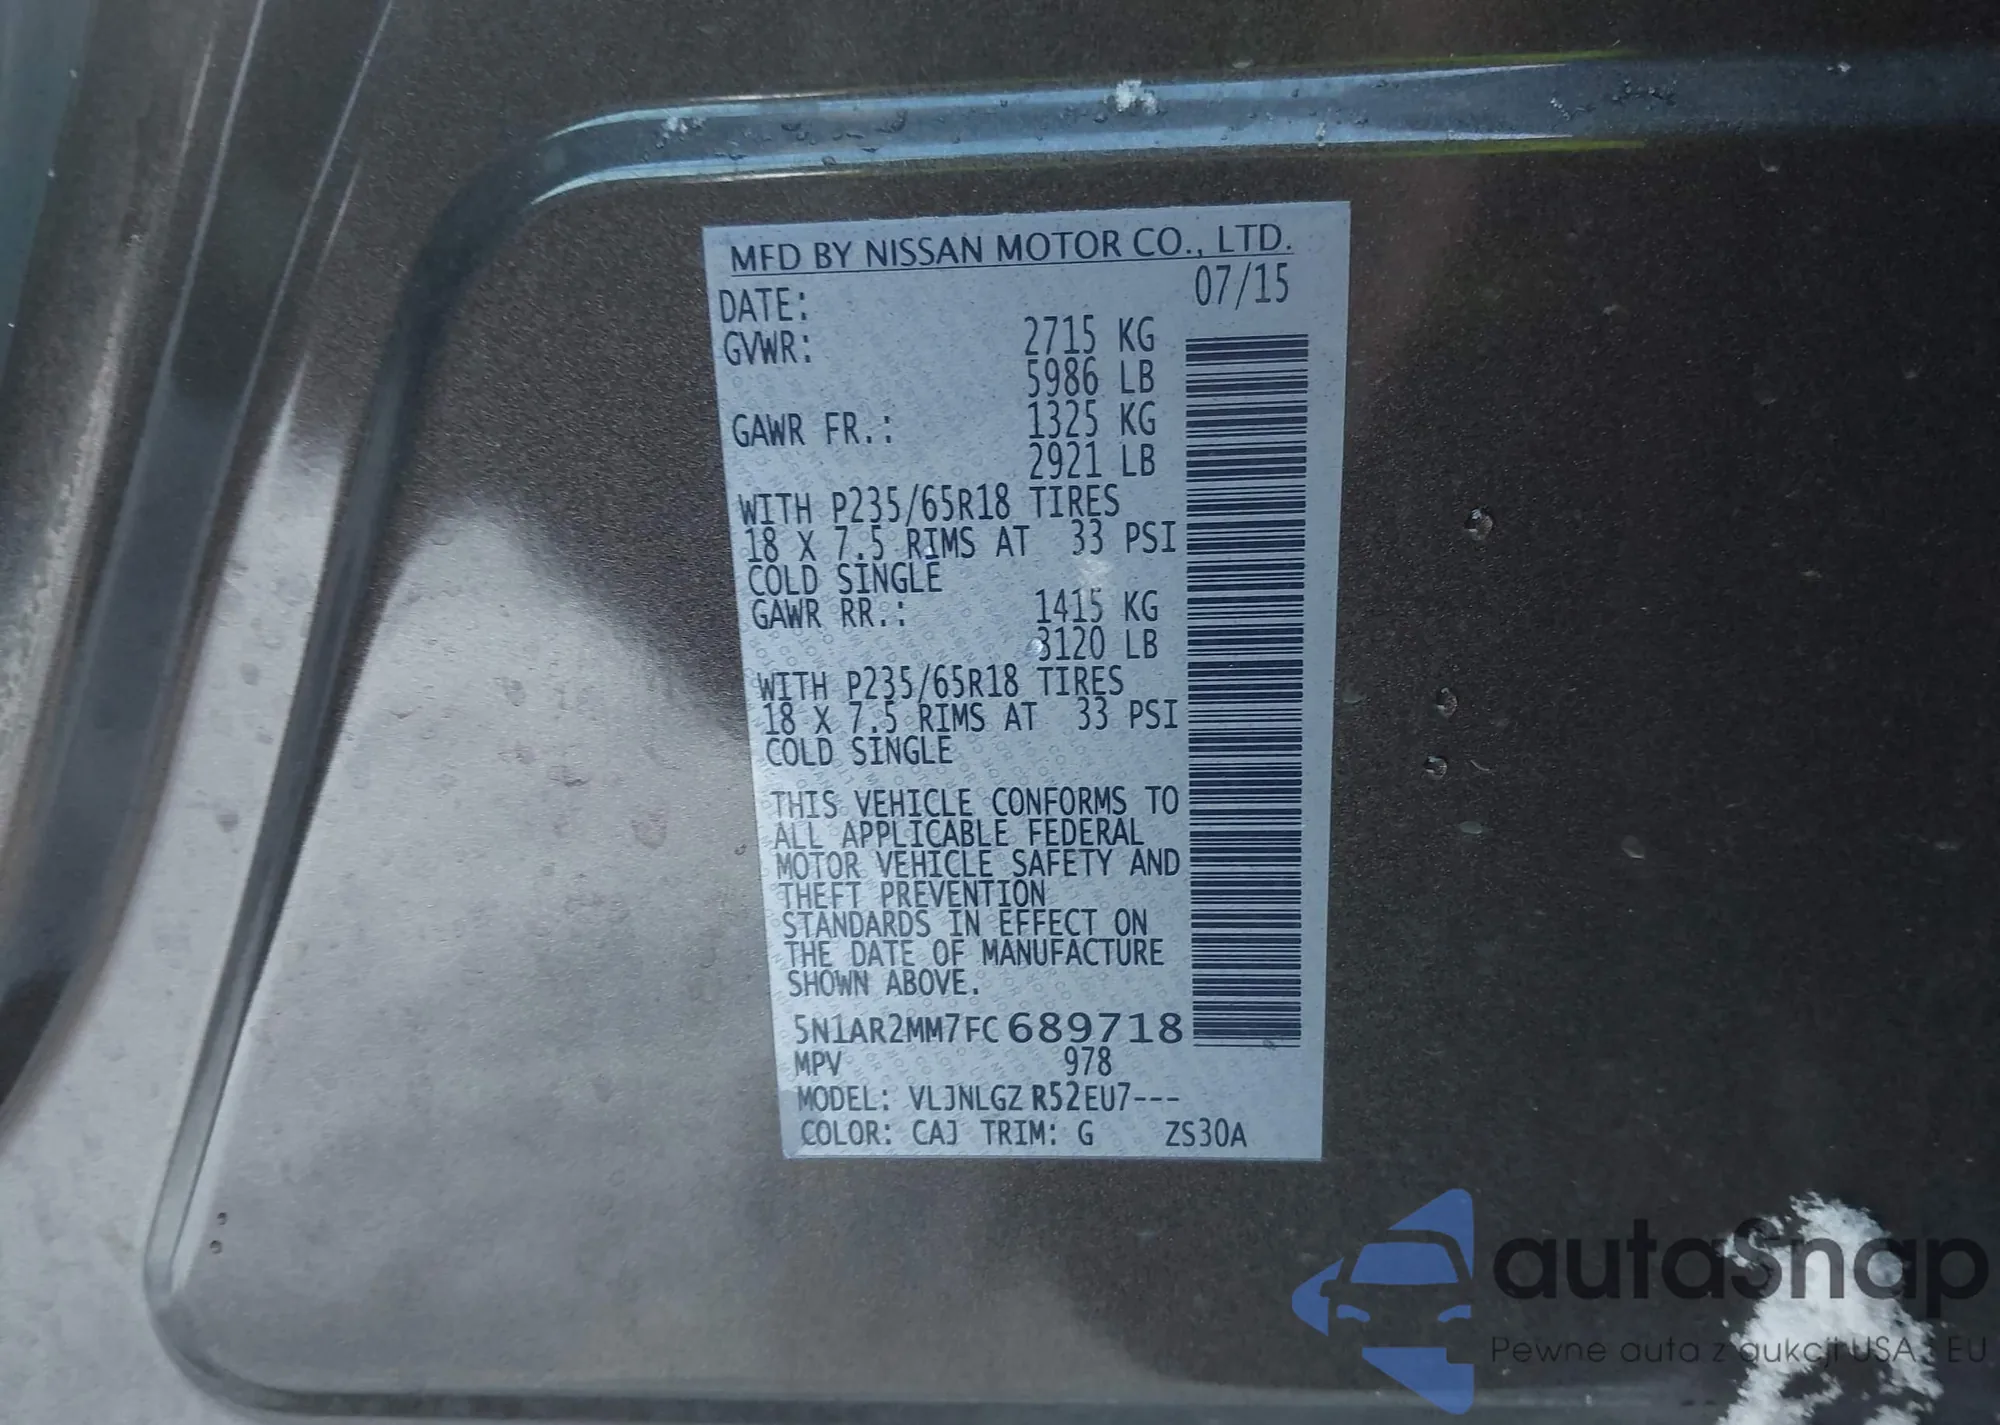 MFD BY NISSAN MOTOR CO., LTD.
DATE: 07/15
GVWR: 2715 KG
5986 LB
GAWR FR.: 1325 KG
2921 LB
WITH P235/65R18 TIRES
18 X 7.5 RIMS AT 33 PSI
COLD SINGLE
GAWR RR.: 1415 KG
3120 LB
WITH P235/65R18 TIRES
18 X 7.5 RIMS AT 33 PSI
COLD SINGLE
THIS VEHICLE CONFORMS TO
ALL APPLICABLE FEDERAL
MOTOR VEHICLE SAFETY AND
THEFT PREVENTION
STANDARDS IN EFFECT ON
THE DATE OF MANUFACTURE
SHOWN ABOVE.
5N1AR2MM7FC689718
MPV 978
MODEL: VLJNLGZ R52EU7---
COLOR: CAJ TRIM: G ZS30A
autaSnap
Pewne auta z aukcji USA, EU